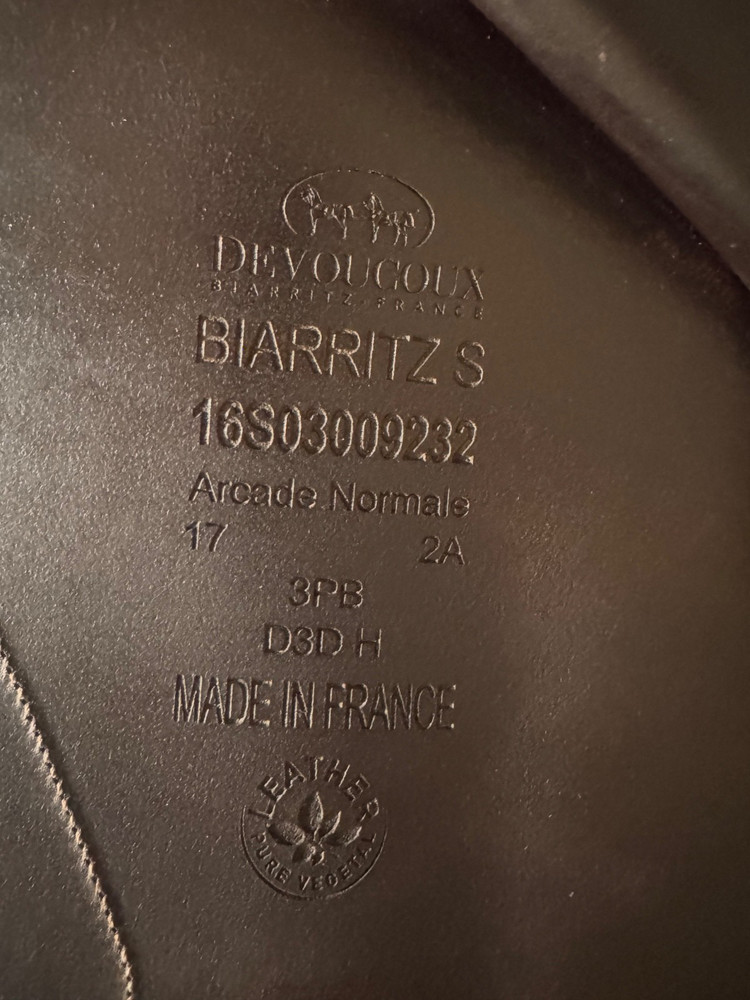 DEVOUCOUX
BIARRITZ-FRANCE
BIARRITZ S
16S03009232
Arcade Normale
17 2A
3PB
D3D H
MADE IN FRANCE
LEATHER
PURE VEGETAL